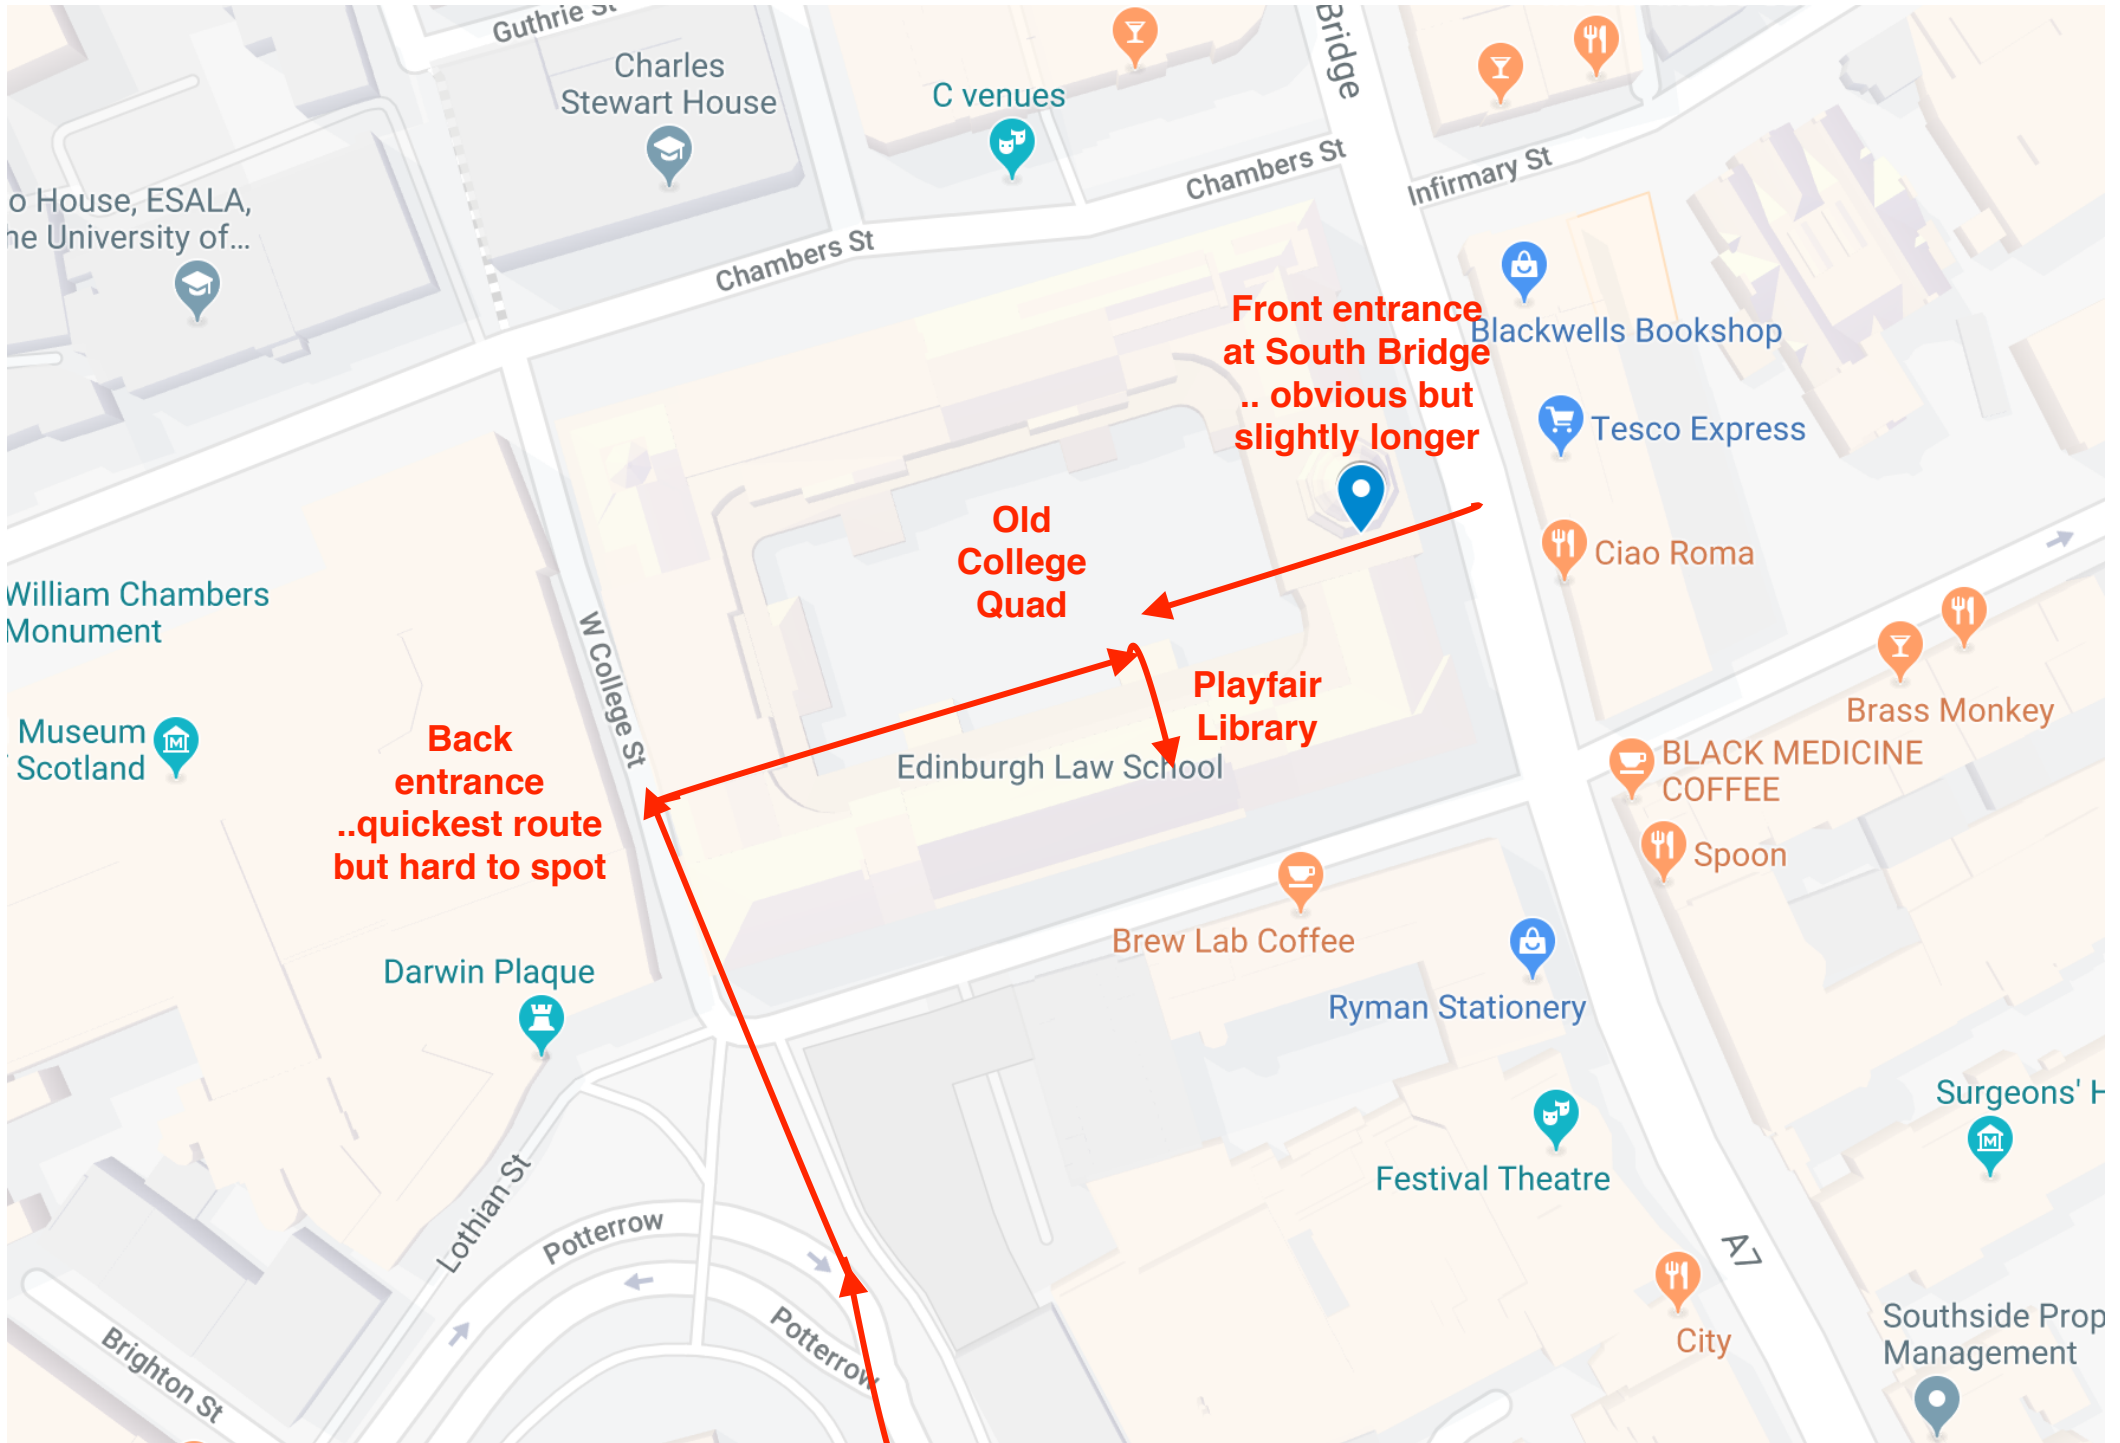 Guthrie St
Bridge
Charles
Stewart House
C venues
Chambers St
Infirmary St
o House, ESALA,
he University of...
Chambers St
Front entrance
at South Bridge
.. obvious but
slightly longer
Blackwells Bookshop
Tesco Express
Old
College
Quad
Ciao Roma
William Chambers
Monument
W College St
Playfair
Library
Brass Monkey
Museum
Scotland
Back
entrance
..quickest route
but hard to spot
Edinburgh Law School
BLACK MEDICINE
COFFEE
Spoon
Brew Lab Coffee
Darwin Plaque
Ryman Stationery
Surgeons' H
Festival Theatre
Lothian St
Potterrow
A7
Potterrow
City
Southside Prop
Management
Brighton St